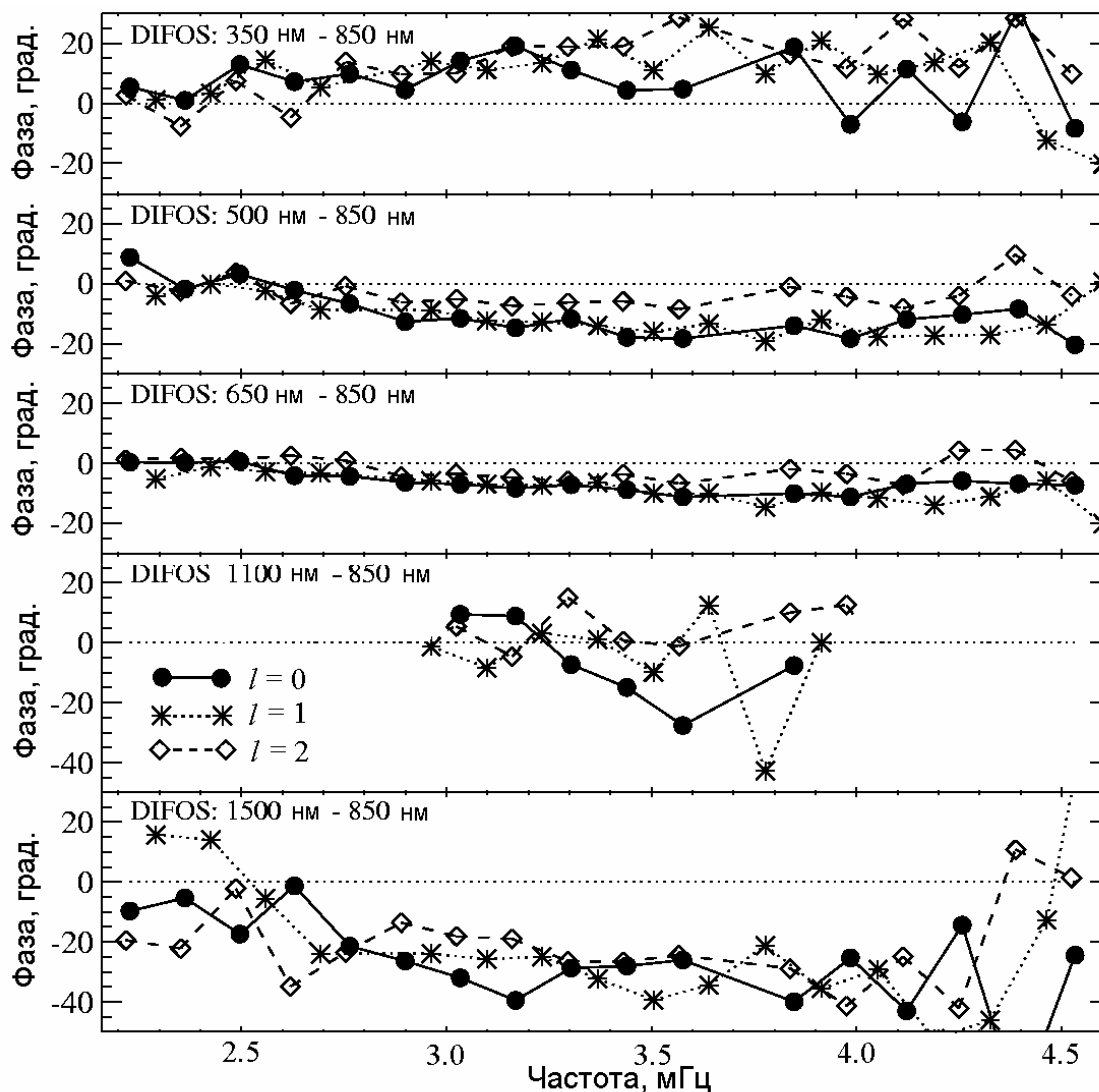 DIFOS: 350 нм - 850 нм
20
0
-20
Фаза, град.
DIFOS: 500 нм - 850 нм
20
0
-20
Фаза, град.
DIFOS: 650 нм - 850 нм
20
0
-20
Фаза, град.
DIFOS 1100 нм - 850 нм
20
0
-20
-40
Фаза, град.
l = 0
l = 1
l = 2
DIFOS: 1500 нм - 850 нм
20
0
-20
-40
Фаза, град.
2.5 3.0 3.5 4.0 4.5
Частота, мГц